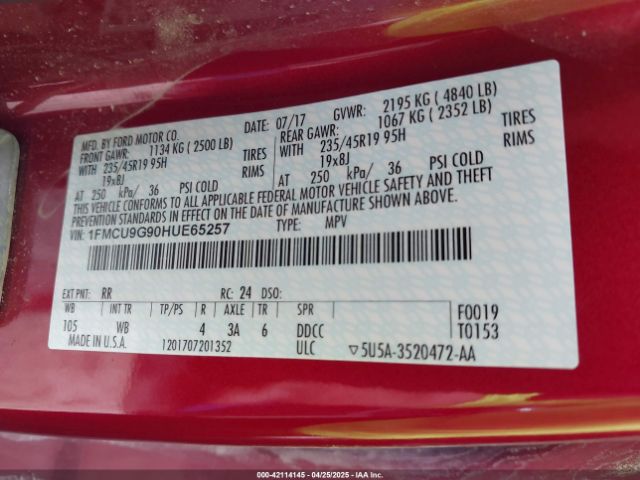 MFD. BY FORD MOTOR CO. DATE: 07/17 GVWR: 2195 KG ( 4840 LB)
FRONT GAWR: 1134 KG ( 2500 LB) REAR GAWR: 1067 KG ( 2352 LB)
WITH 235/45R19 95H TIRES WITH 235/45R19 95H TIRES
19x8J RIMS 19x8J RIMS
AT 250 kPa/ 36 PSI COLD AT 250 kPa/ 36 PSI COLD
THIS VEHICLE CONFORMS TO ALL APPLICABLE FEDERAL MOTOR VEHICLE SAFETY AND THEFT
PREVENTION STANDARDS IN EFFECT ON THE DATE OF MANUFACTURE SHOWN ABOVE.
VIN: 1FMCU9G90HUE65257 TYPE: MPV
EXT PNT: RR RC: 24 DSO:
WB INT TR TP/PS R AXLE TR SPR F0019
105 WB 4 3A 6 DDCC T0153
MADE IN U.S.A. 1201707201352 ULC ▽5U5A-3520472-AA
000-42114145 - 04/25/2025 - IAA Inc.